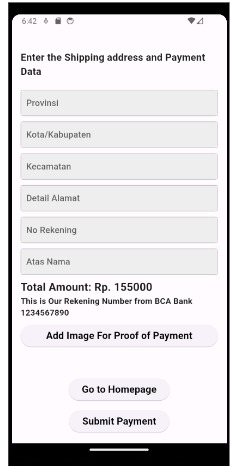 6:42
Enter the Shipping address and Payment
Data
Provinsi
Kota/Kabupaten
Kecamatan
Detail Alamat
No Rekening
Atas Nama
Total Amount: Rp. 155000
This is Our Rekening Number from BCA Bank
1234567890
Add Image For Proof of Payment
Go to Homepage
Submit Payment